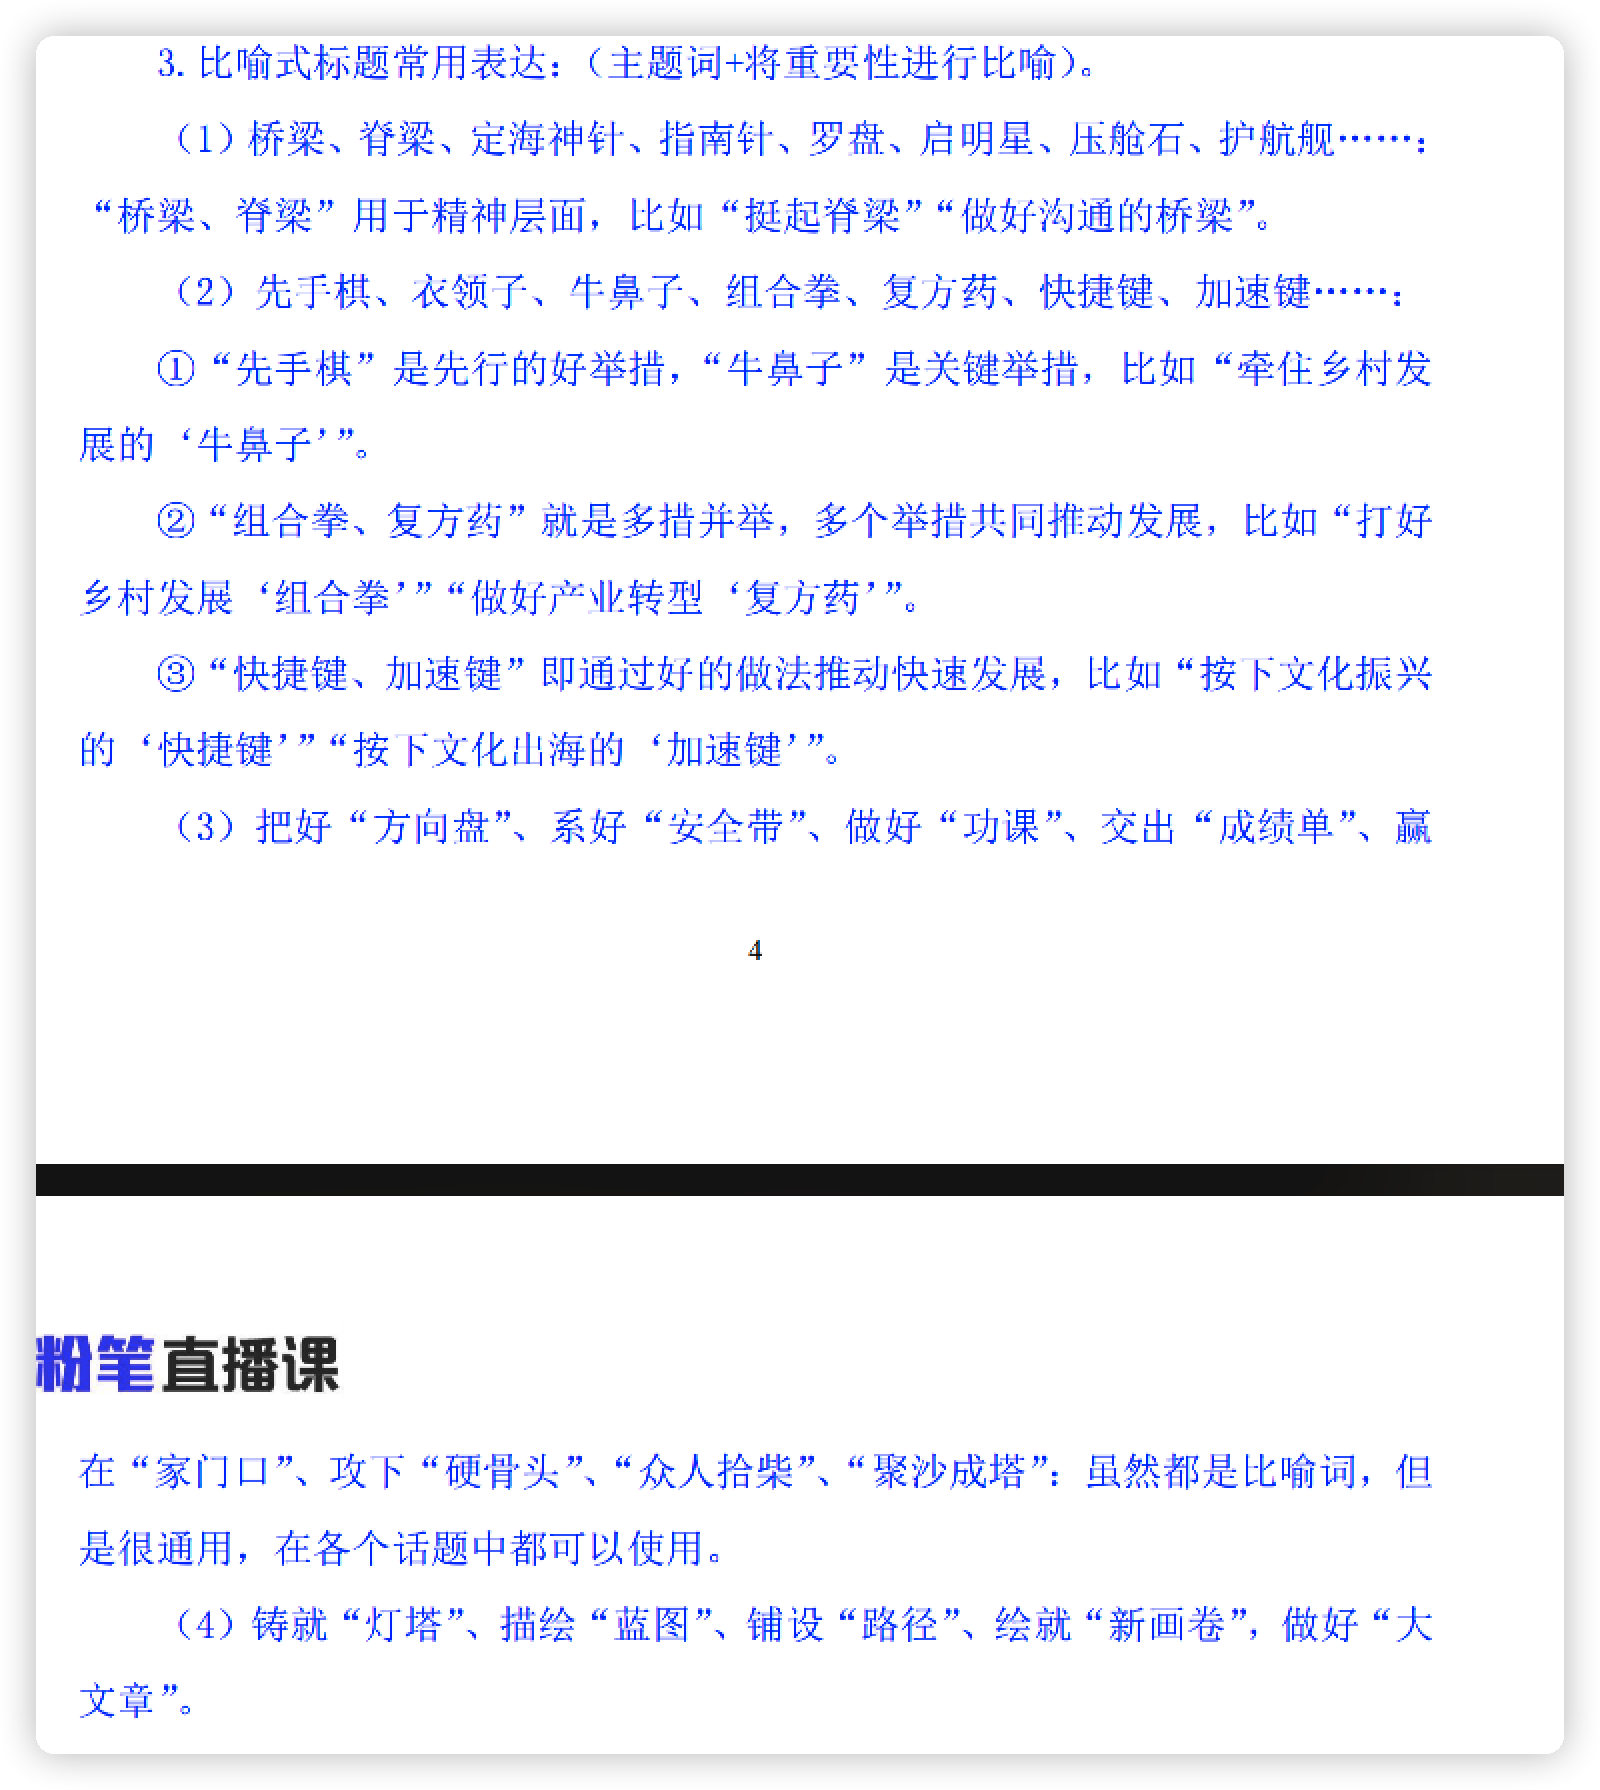 3. 比喻式标题常用表达：（主题词+将重要性进行比喻）。
（1）桥梁、脊梁、定海神针、指南针、罗盘、启明星、压舱石、护航舰……：
“桥梁、脊梁”用于精神层面，比如“挺起脊梁”“做好沟通的桥梁”。
（2）先手棋、衣领子、牛鼻子、组合拳、复方药、快捷键、加速键……：
①“先手棋”是先行的好举措，“牛鼻子”是关键举措，比如“牵住乡村发
展的‘牛鼻子’”。
②“组合拳、复方药”就是多措并举，多个举措共同推动发展，比如“打好
乡村发展‘组合拳’”“做好产业转型‘复方药’”。
③“快捷键、加速键”即通过好的做法推动快速发展，比如“按下文化振兴
的‘快捷键’”“按下文化出海的‘加速键’”。
（3）把好“方向盘”、系好“安全带”、做好“功课”、交出“成绩单”、赢
4
粉笔直播课
在“家门口”、攻下“硬骨头”、“众人拾柴”、“聚沙成塔”：虽然都是比喻词，但
是很通用，在各个话题中都可以使用。
（4）铸就“灯塔”、描绘“蓝图”、铺设“路径”、绘就“新画卷”，做好“大
文章”。